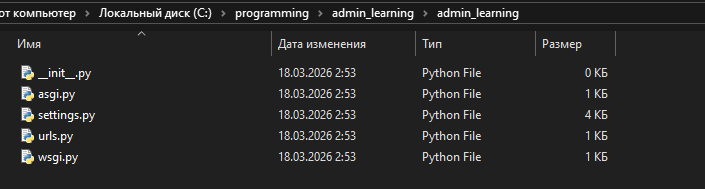 от компьютер > Локальный диск (C:) > programming > admin_learning > admin_learning
Имя Дата изменения Тип Размер
__init__.py 18.03.2026 2:53 Python File 0 КБ
asgi.py 18.03.2026 2:53 Python File 1 КБ
settings.py 18.03.2026 2:53 Python File 4 КБ
urls.py 18.03.2026 2:53 Python File 1 КБ
wsgi.py 18.03.2026 2:53 Python File 1 КБ